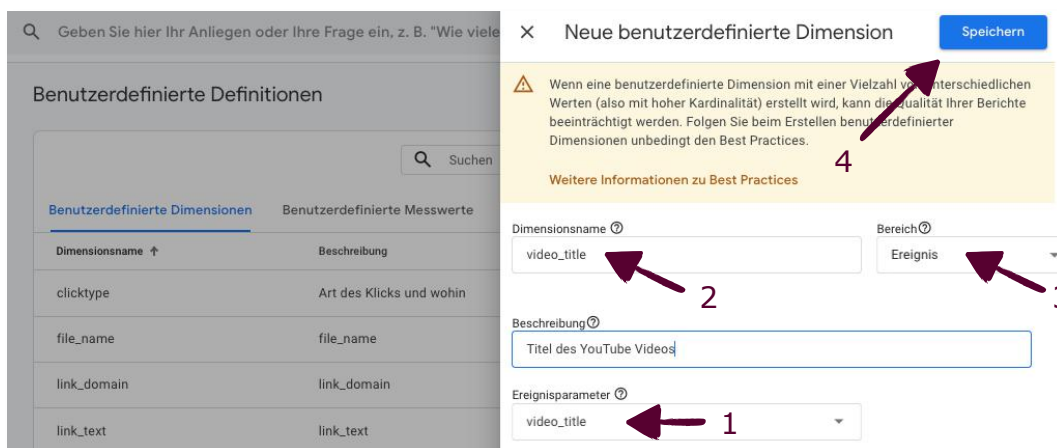 Geben Sie hier Ihr Anliegen oder Ihre Frage ein, z. B. "Wie viele
Benutzerdefinierte Definitionen
Suchen
Benutzerdefinierte Dimensionen
Benutzerdefinierte Messwerte
Dimensionsname ↑
Beschreibung
clicktype
Art des Klicks und wohin
file_name
file_name
link_domain
link_domain
link_text
link_text
Neue benutzerdefinierte Dimension
Speichern
Wenn eine benutzerdefinierte Dimension mit einer Vielzahl von unterschiedlichen
Werten (also mit hoher Kardinalität) erstellt wird, kann die Qualität Ihrer Berichte
beeinträchtigt werden. Folgen Sie beim Erstellen benutzerdefinierter
Dimensionen unbedingt den Best Practices.
4
Weitere Informationen zu Best Practices
Dimensionsname
Bereich
video_title
Ereignis
2
3
Beschreibung
Titel des YouTube Videos
Ereignisparameter
video_title
1